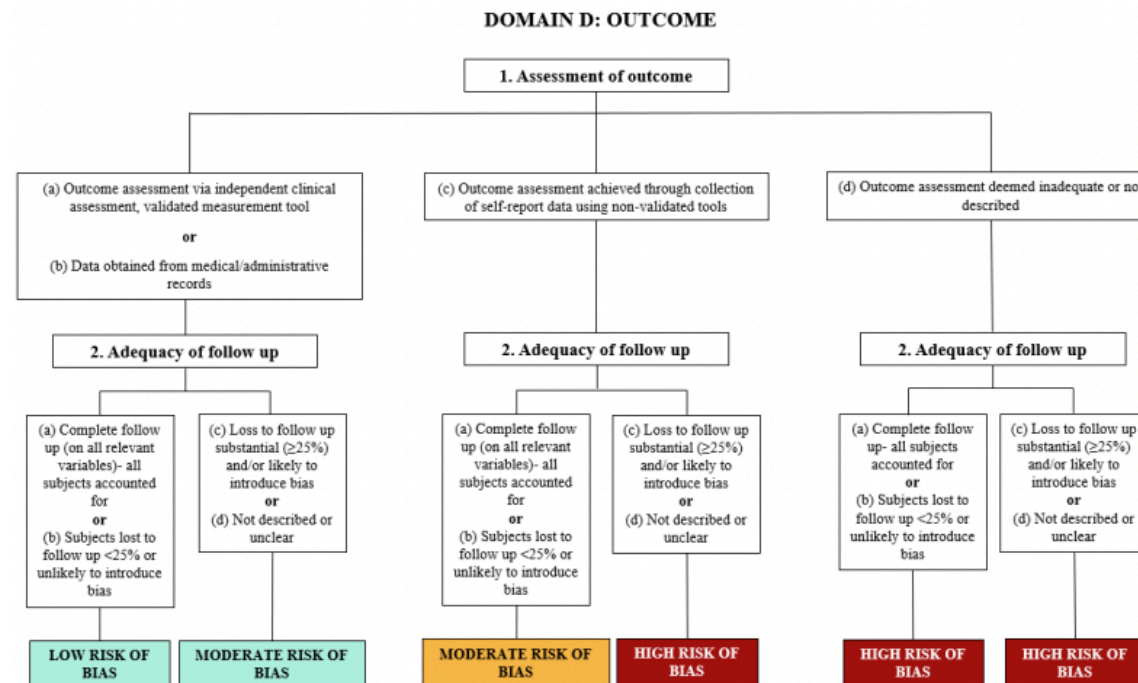 DOMAIN D: OUTCOME
1. Assessment of outcome
(a) Outcome assessment via independent clinical
assessment, validated measurement tool
or
(b) Data obtained from medical/administrative
records
(c) Outcome assessment achieved through collection
of self-report data using non-validated tools
(d) Outcome assessment deemed inadequate or no
described
2. Adequacy of follow up
2. Adequacy of follow up
2. Adequacy of follow up
(a) Complete follow
up (on all relevant
variables)- all
subjects accounted
for
or
(b) Subjects lost to
follow up <25% or
unlikely to introduce
bias
(c) Loss to follow up
substantial (≥25%)
and/or likely to
introduce bias
or
(d) Not described or
unclear
(a) Complete follow
up (on all relevant
variables)- all
subjects accounted
for
or
(b) Subjects lost to
follow up <25% or
unlikely to introduce
bias
(c) Loss to follow up
substantial (≥25%)
and/or likely to
introduce bias
or
(d) Not described or
unclear
(a) Complete follow
up- all subjects
accounted for
or
(b) Subjects lost to
follow up <25% or
unlikely to introduce
bias
(c) Loss to follow up
substantial (≥25%)
and/or likely to
introduce bias
or
(d) Not described or
unclear
LOW RISK OF
BIAS
MODERATE RISK OF
BIAS
MODERATE RISK OF
BIAS
HIGH RISK OF
BIAS
HIGH RISK OF
BIAS
HIGH RISK OF
BIAS